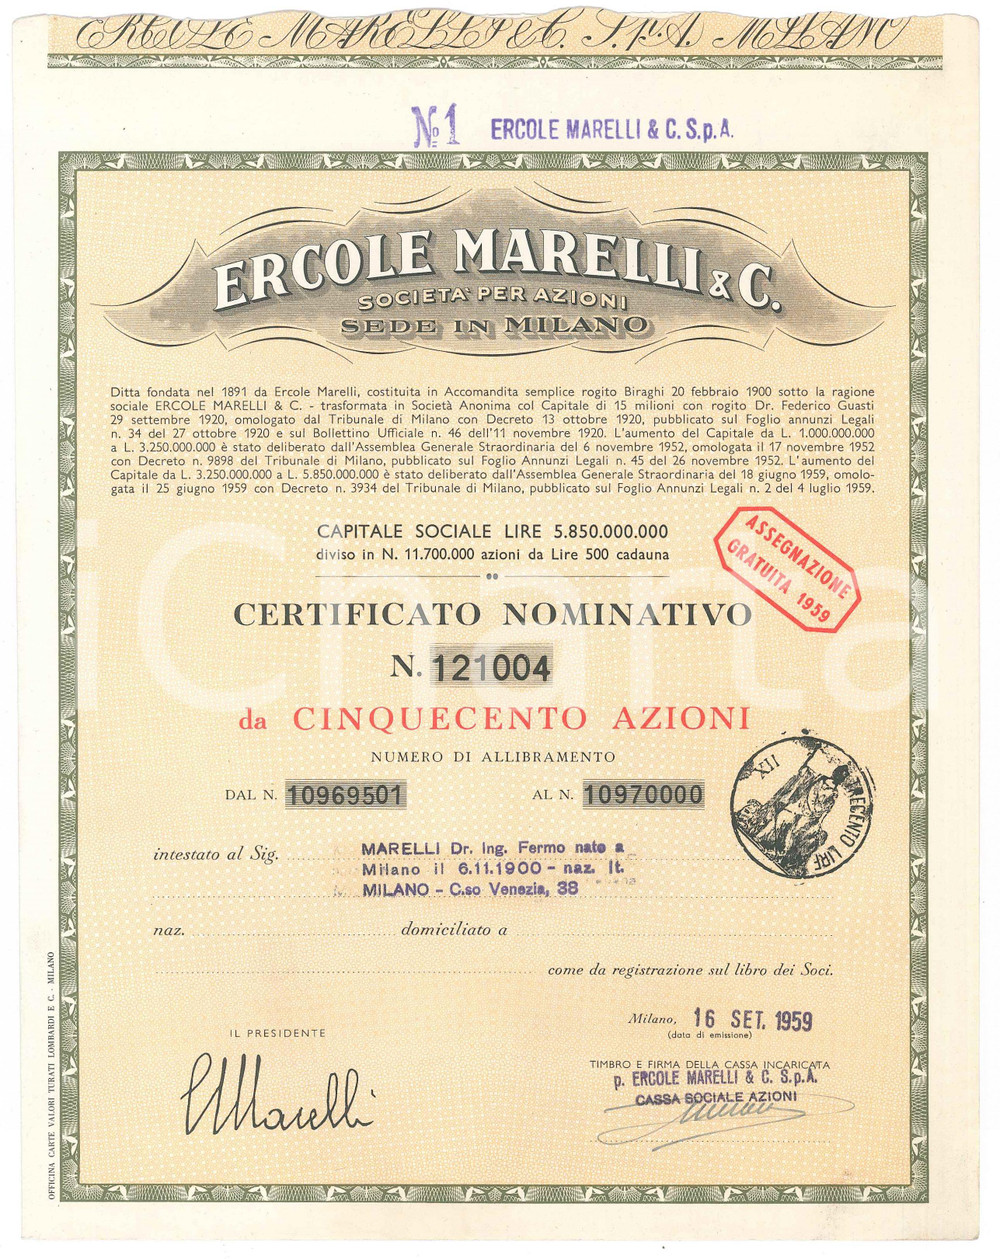 ERCOLE MARELLI & C. S.p.A. MILANO
No 1 ERCOLE MARELLI & C. S.p.A.
ERCOLE MARELLI & C.
SOCIETA' PER AZIONI
SEDE IN MILANO
Ditta fondata nel 1891 da Ercole Marelli, costituita in Accomandita semplice rogito Biraghi 20 febbraio 1900 sotto la ragione
sociale ERCOLE MARELLI & C. - trasformata in Società Anonima col Capitale di 15 milioni con rogito Dr. Federico Guasti
29 settembre 1920, omologato dal Tribunale di Milano con Decreto 13 ottobre 1920, pubblicato sul Foglio annunzi Legali
n. 34 del 27 ottobre 1920 e sul Bollettino Ufficiale n. 46 dell'11 novembre 1920. L'aumento del Capitale da L. 1.000.000.000
a L. 3.250.000.000 è stato deliberato dall'Assemblea Generale Straordinaria del 6 novembre 1952, omologata il 17 novembre 1952
con Decreto n. 9898 del Tribunale di Milano, pubblicato sul Foglio Annunzi Legali n. 45 del 26 novembre 1952. L'aumento del
Capitale da L. 3.250.000.000 a L. 5.850.000.000 è stato deliberato dall'Assemblea Generale Straordinaria del 18 giugno 1959, omolo-
gata il 25 giugno 1959 con Decreto n. 3934 del Tribunale di Milano, pubblicato sul Foglio Annunzi Legali n. 2 del 4 luglio 1959.
CAPITALE SOCIALE LIRE 5.850.000.000
diviso in N. 11.700.000 azioni da Lire 500 cadauna
ASSEGNAZIONE
GRATUITA 1959
CERTIFICATO NOMINATIVO
N. 121004
da CINQUECENTO AZIONI
NUMERO DI ALLIBRAMENTO
DAL N. 10969501 AL N. 10970000
XII
TRECENTO LIRE
intestato al Sig. MARELLI Dr. Ing. Fermo nato a
Milano il 6.11.1900 - naz. It.
MILANO - C.so Venezia, 38
naz. domiciliato a
come da registrazione sul libro dei Soci.
Milano, 16 SET. 1959
(data di emissione)
IL PRESIDENTE
TIMBRO E FIRMA DELLA CASSA INCARICATA
p. ERCOLE MARELLI & C. S.p.A.
CASSA SOCIALE AZIONI
OFFICINA CARTE VALORI TURATI LOMBARDI E C. - MILANO
iCharta